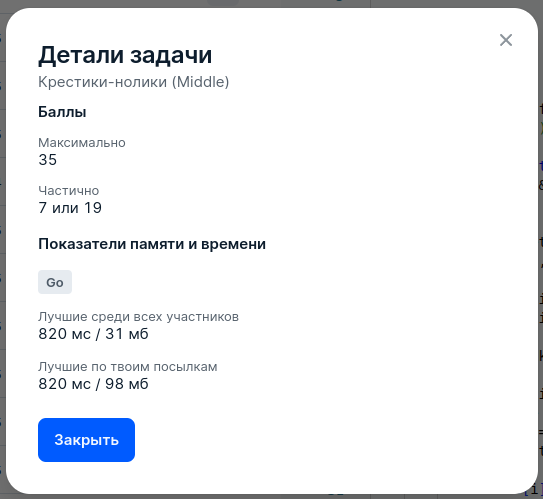 Детали задачи
Крестики-нолики (Middle)
Баллы
Максимально
35
Частично
7 или 19
Показатели памяти и времени
Go
Лучшие среди всех участников
820 мс / 31 мб
Лучшие по твоим посылкам
820 мс / 98 мб
Закрыть